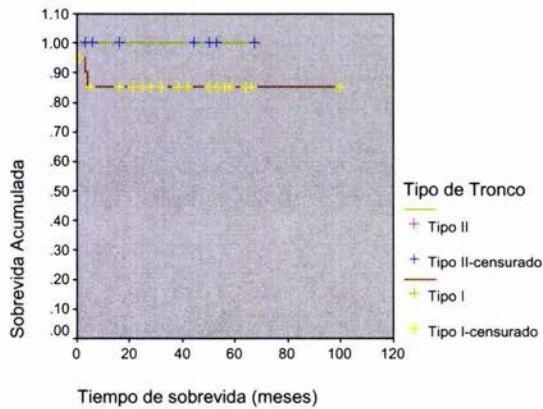 1.10
1.00
.90
.80
.70
.60
.50
.40
.30
.20
.10
.00
0 20 40 60 80 100 120
Sobrevida Acumulada
Tiempo de sobrevida (meses)
Tipo de Tronco
Tipo II
Tipo II-censurado
Tipo I
Tipo I-censurado